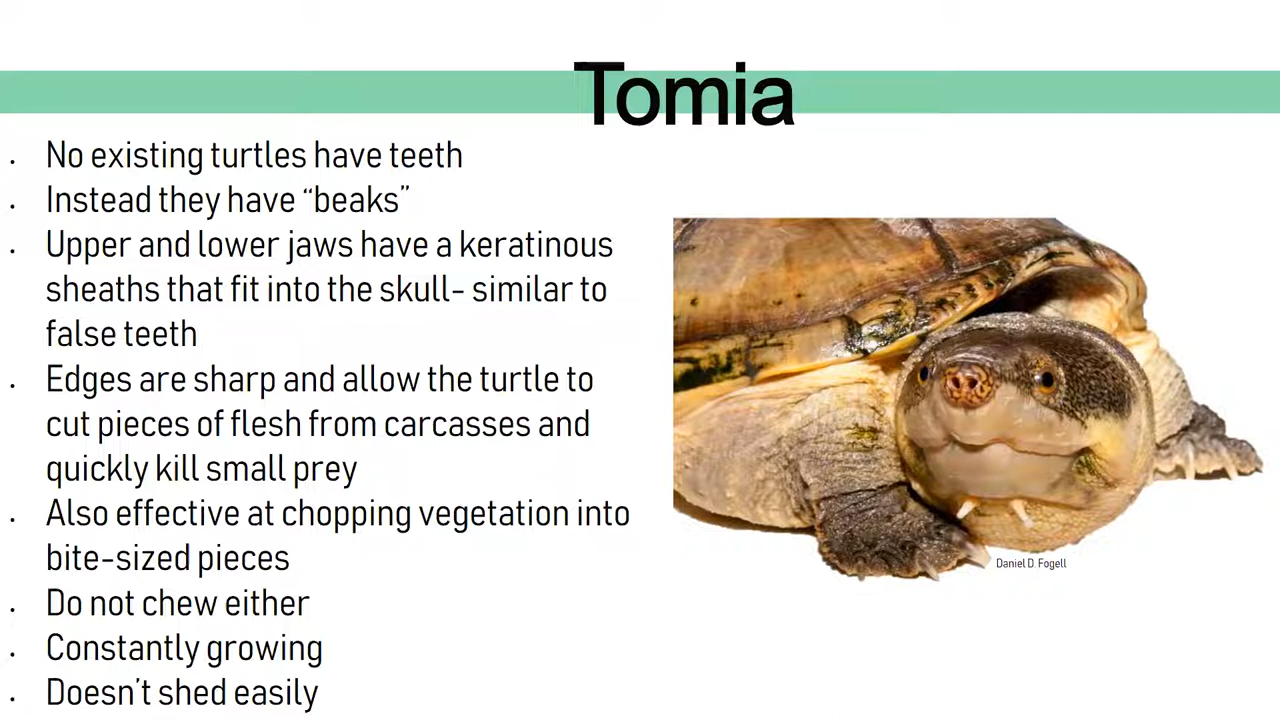 Tomia
. No existing turtles have teeth
. Instead they have “beaks”
. Upper and lower jaws have a keratinous
sheaths that fit into the skull- similar to
false teeth
. Edges are sharp and allow the turtle to
cut pieces of flesh from carcasses and
quickly kill small prey
. Also effective at chopping vegetation into
bite-sized pieces
. Do not chew either
. Constantly growing
. Doesn’t shed easily
Daniel D. Fogell